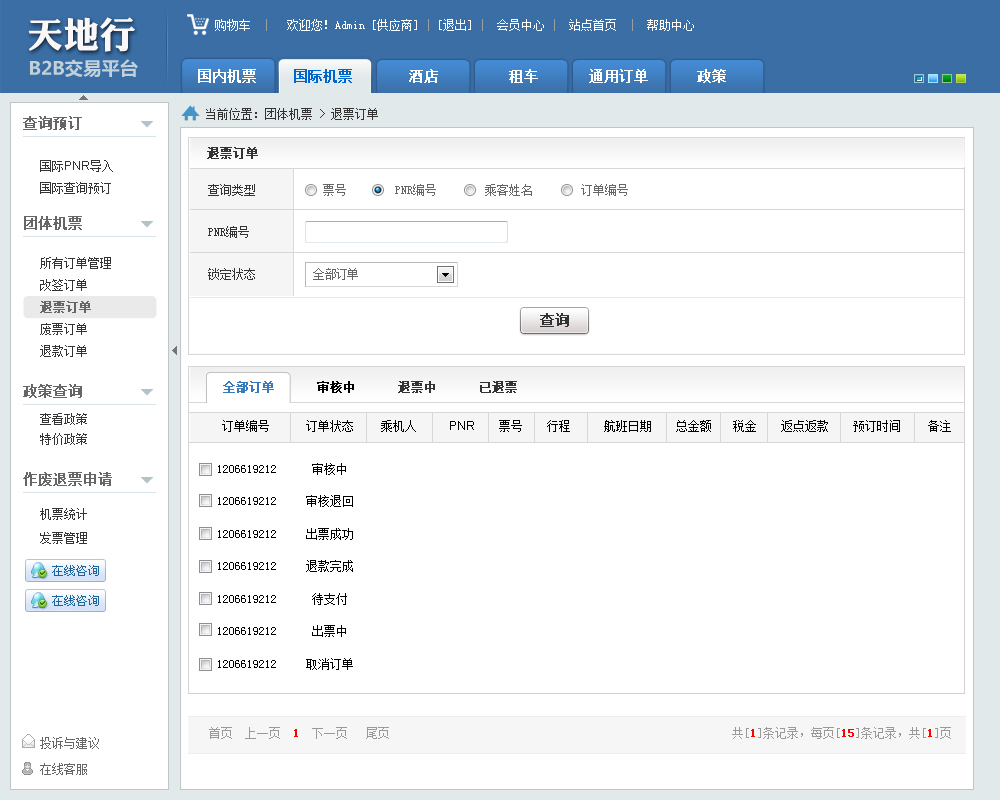 天地行
B2B交易平台
购物车 | 欢迎您！Admin [供应商] | [退出] | 会员中心 | 站点首页 | 帮助中心
国内机票 国际机票 酒店 租车 通用订单 政策
查询预订
国际PNR导入
国际查询预订
团体机票
所有订单管理
改签订单
退票订单
废票订单
退款订单
政策查询
查看政策
特价政策
作废退票申请
机票统计
发票管理
在线咨询
在线咨询
投诉与建议
在线客服
当前位置：团体机票 > 退票订单
退票订单
查询类型 票号 PNR编号 乘客姓名 订单编号
PNR编号
锁定状态 全部订单
查询
全部订单 审核中 退票中 已退票
订单编号 订单状态 乘机人 PNR 票号 行程 航班日期 总金额 税金 返点返款 预订时间 备注
1206619212 审核中
1206619212 审核退回
1206619212 出票成功
1206619212 退款完成
1206619212 待支付
1206619212 出票中
1206619212 取消订单
首页 上一页 1 下一页 尾页 共[1]条记录，每页[15]条记录，共[1]页